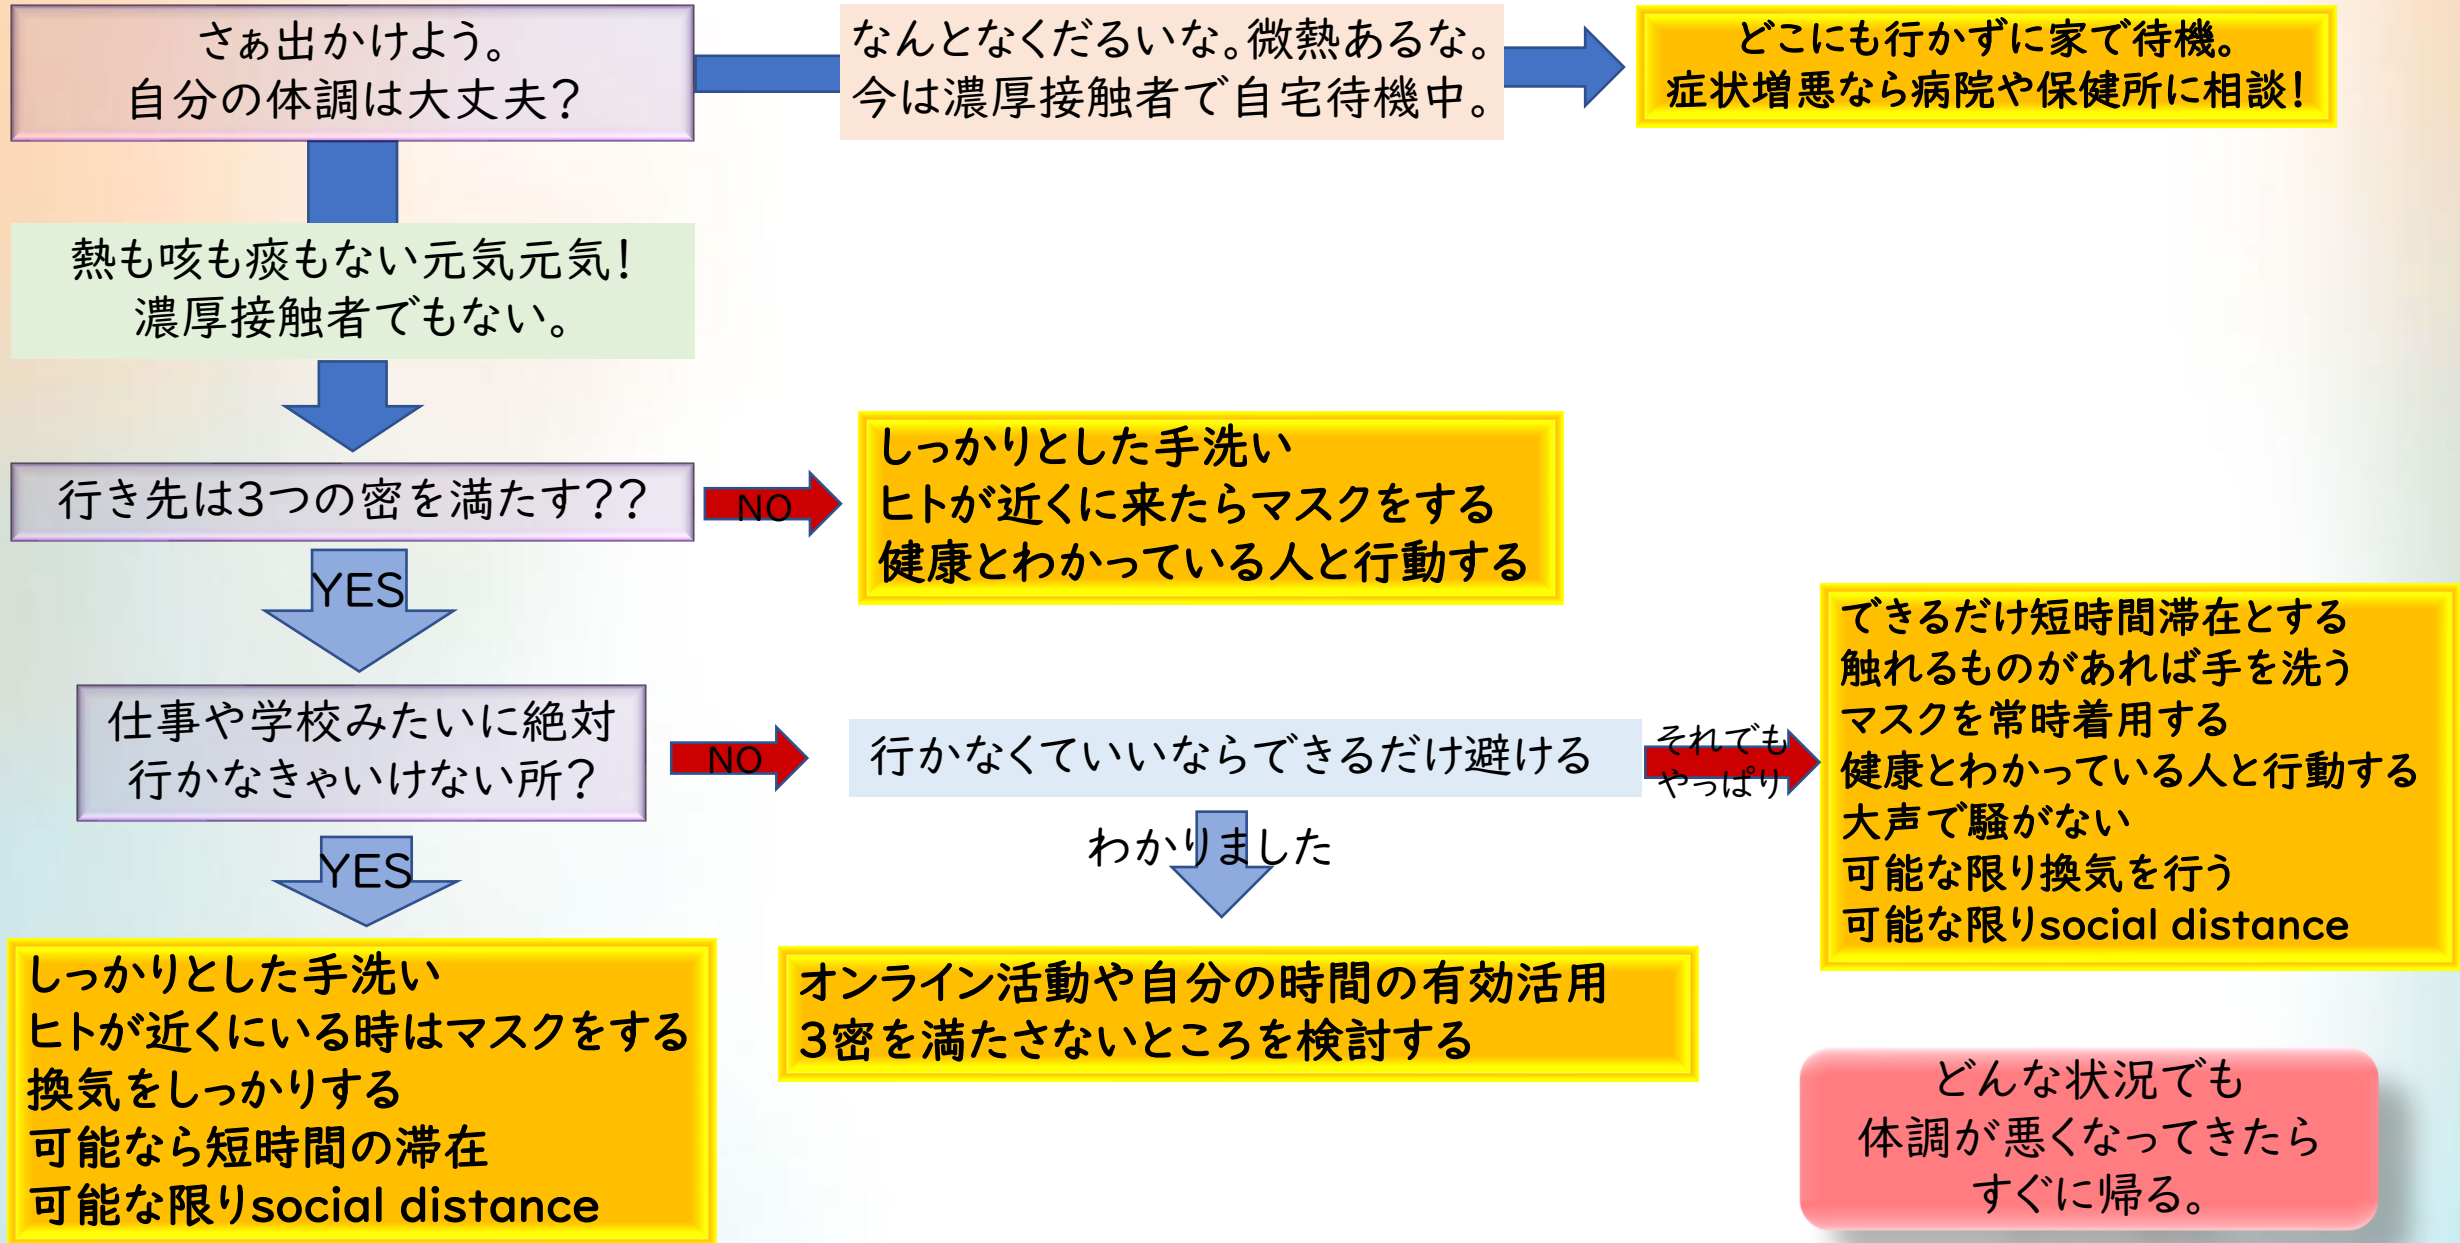 さぁ出かけよう。
自分の体調は大丈夫？
なんとなくだるいな。微熱あるな。
今は濃厚接触者で自宅待機中。
どこにも行かずに家で待機。
症状増悪なら病院や保健所に相談！
熱も咳も痰もない元気元気！
濃厚接触者でもない。
行き先は3つの密を満たす？？
NO
しっかりとした手洗い
ヒトが近くに来たらマスクをする
健康とわかっている人と行動する
YES
仕事や学校みたいに絶対
行かなきゃいけない所？
NO
行かなくていいならできるだけ避ける
それでも
やっぱり
できるだけ短時間滞在とする
触れるものがあれば手を洗う
マスクを常時着用する
健康とわかっている人と行動する
大声で騒がない
可能な限り換気を行う
可能な限りsocial distance
YES
わかりました
しっかりとした手洗い
ヒトが近くにいる時はマスクをする
換気をしっかりする
可能なら短時間の滞在
可能な限りsocial distance
オンライン活動や自分の時間の有効活用
3密を満たさないところを検討する
どんな状況でも
体調が悪くなってきたら
すぐに帰る。